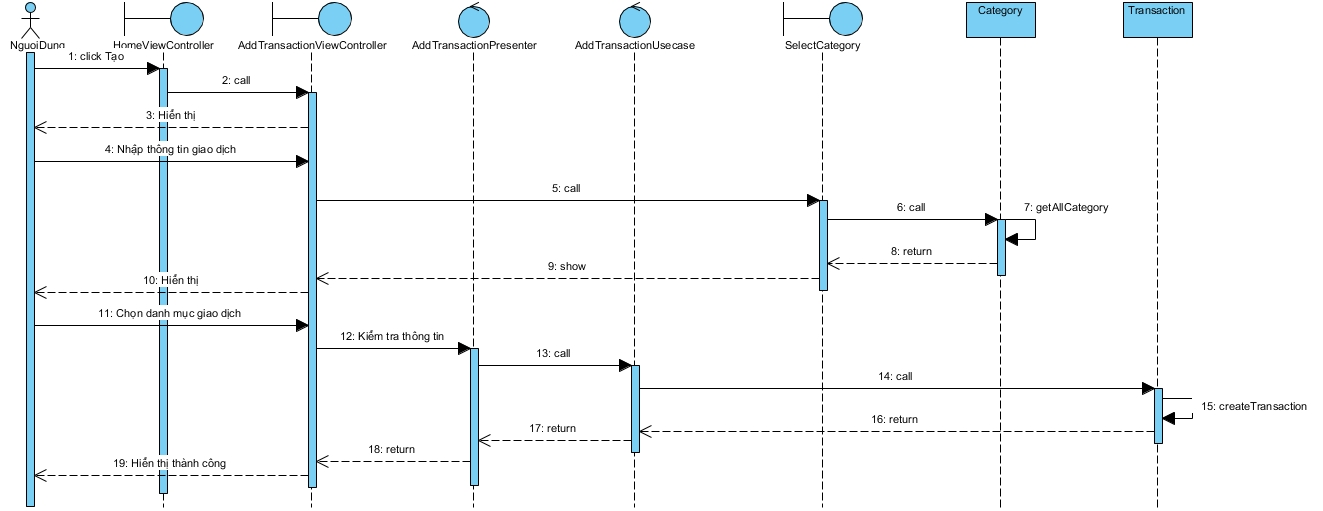 Category
Transaction
NguoiDung
HomeViewController
AddTransactionViewController
AddTransactionPresenter
AddTransactionUsecase
SelectCategory
1: click Tạo
2: call
3: Hiển thị
4: Nhập thông tin giao dịch
5: call
6: call
7: getAllCategory
8: return
9: show
10: Hiển thị
11: Chọn danh mục giao dịch
12: Kiểm tra thông tin
13: call
14: call
15: createTransaction
16: return
17: return
18: return
19: Hiển thị thành công